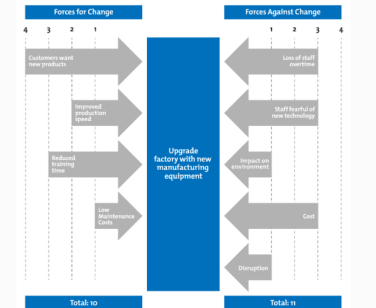 Forces for Change
Forces Against Change
4 3 2 1
1 2 3 4
Customers want
new products
Loss of staff
overtime
Improved
production
speed
Staff fearful of
new technology
Upgrade
factory with new
manufacturing
equipment
Reduced
training
time
Impact on
environment
Low
Maintenance
Costs
Cost
Disruption
Total: 10
Total: 11